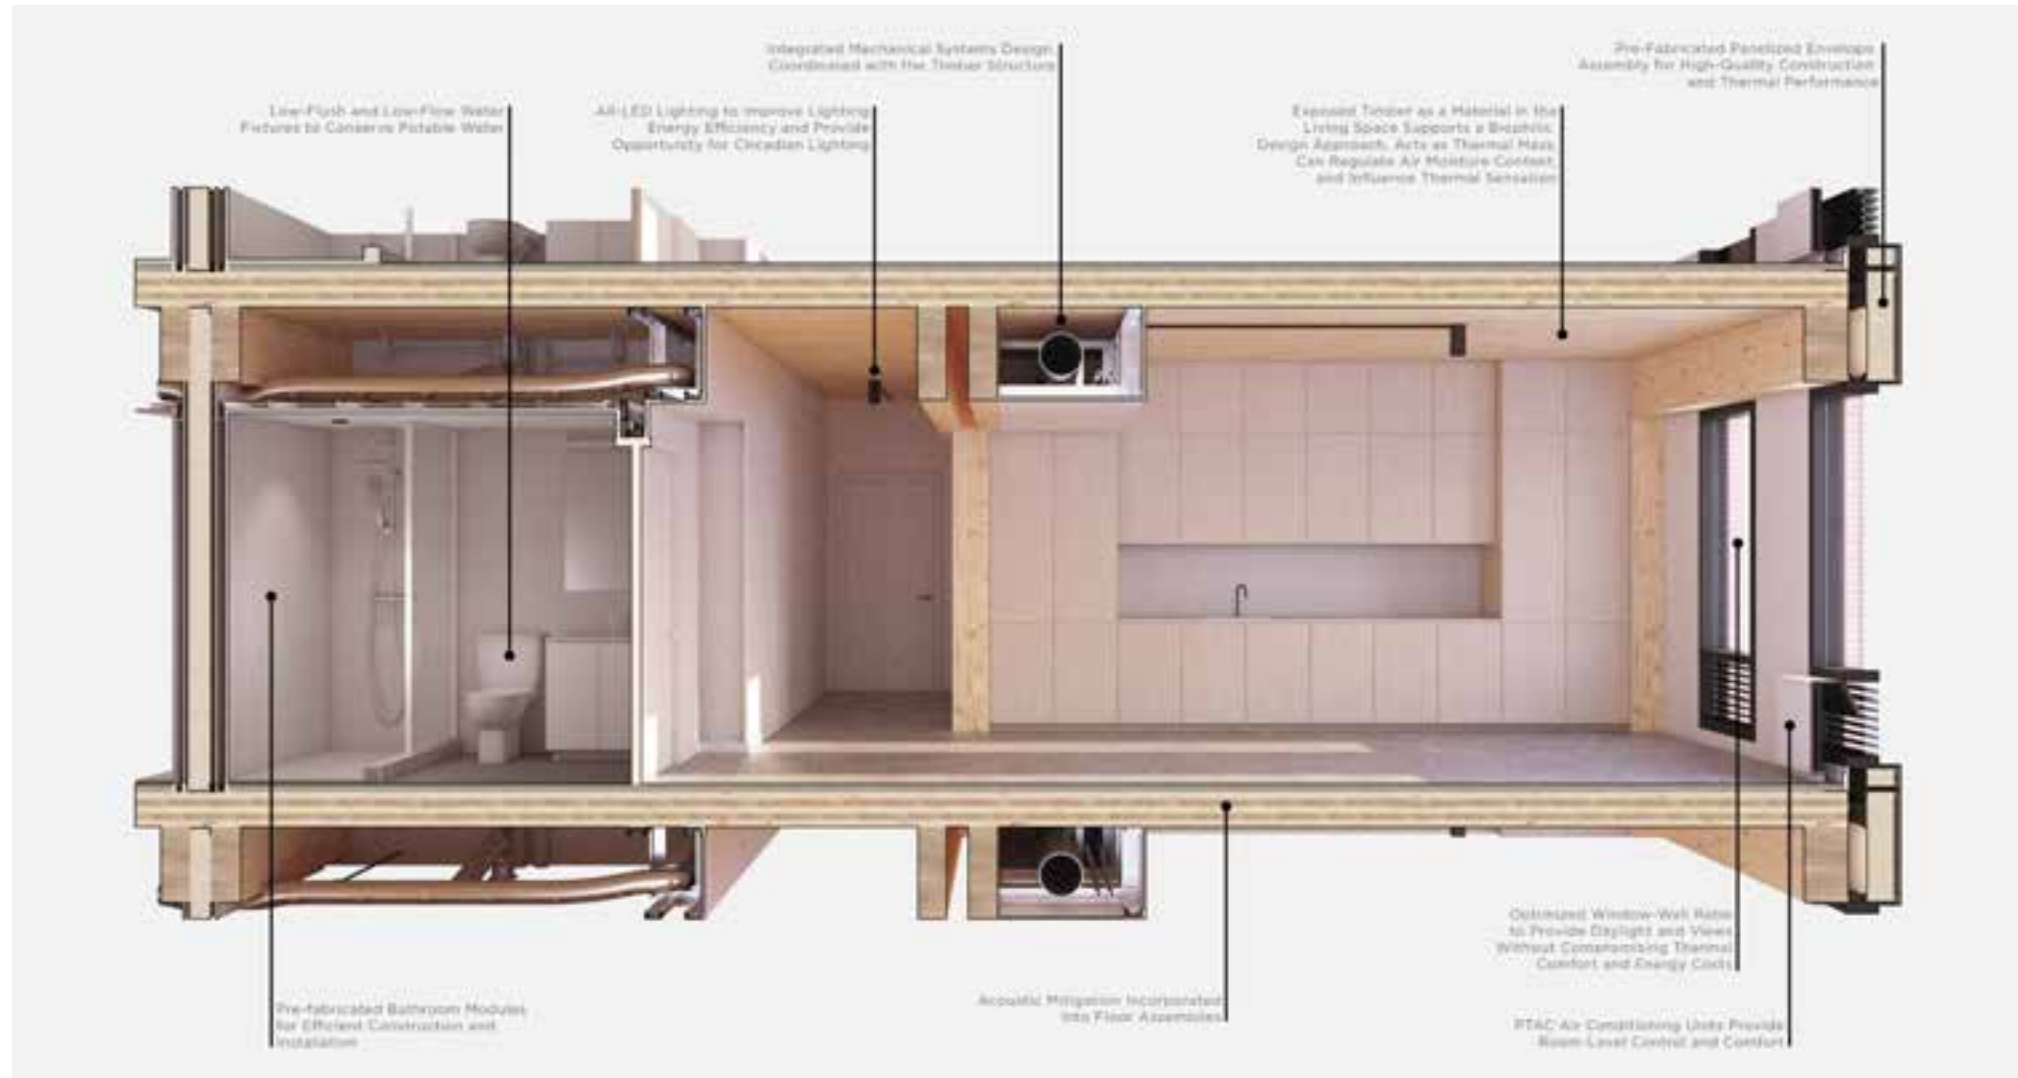 Integrated Mechanical Systems Design
Coordinated with the Timber Structure
Pre-Fabricated Panelized Envelope
Assembly for High-Quality Construction
and Thermal Performance
Low-Flush and Low-Flow Water
Fixtures to Conserve Potable Water
All-LED Lighting to Improve Lighting
Energy Efficiency and Provide
Opportunity for Circadian Lighting
Exposed Timber as a Material in the
Living Space Supports a Biophilic
Design Approach, Acts as Thermal Mass,
Can Regulate Air Moisture Content,
and Influence Thermal Sensation
Optimized Window-Wall Ratio
to Provide Daylight and Views
Without Compromising Thermal
Comfort and Energy Costs
Pre-fabricated Bathroom Modules
for Efficient Construction and
Installation
Acoustic Mitigation Incorporated
Into Floor Assemblies
PTAC Air Conditioning Units Provide
Room-Level Control and Comfort